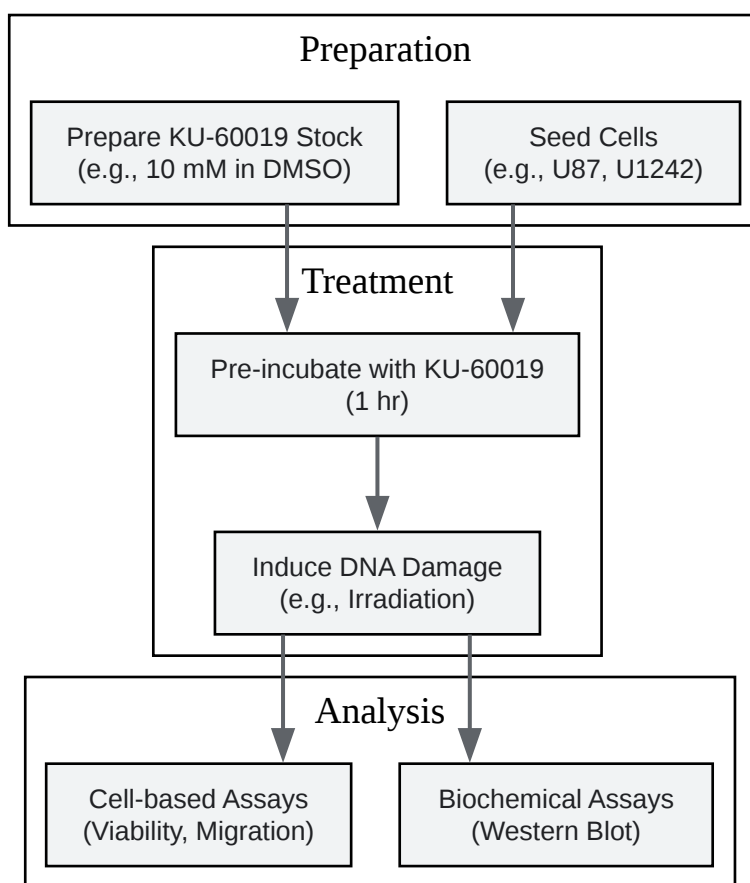 Preparation
Prepare KU-60019 Stock
(e.g., 10 mM in DMSO)
Seed Cells
(e.g., U87, U1242)
Treatment
Pre-incubate with KU-60019
(1 hr)
Induce DNA Damage
(e.g., Irradiation)
Analysis
Cell-based Assays
(Viability, Migration)
Biochemical Assays
(Western Blot)